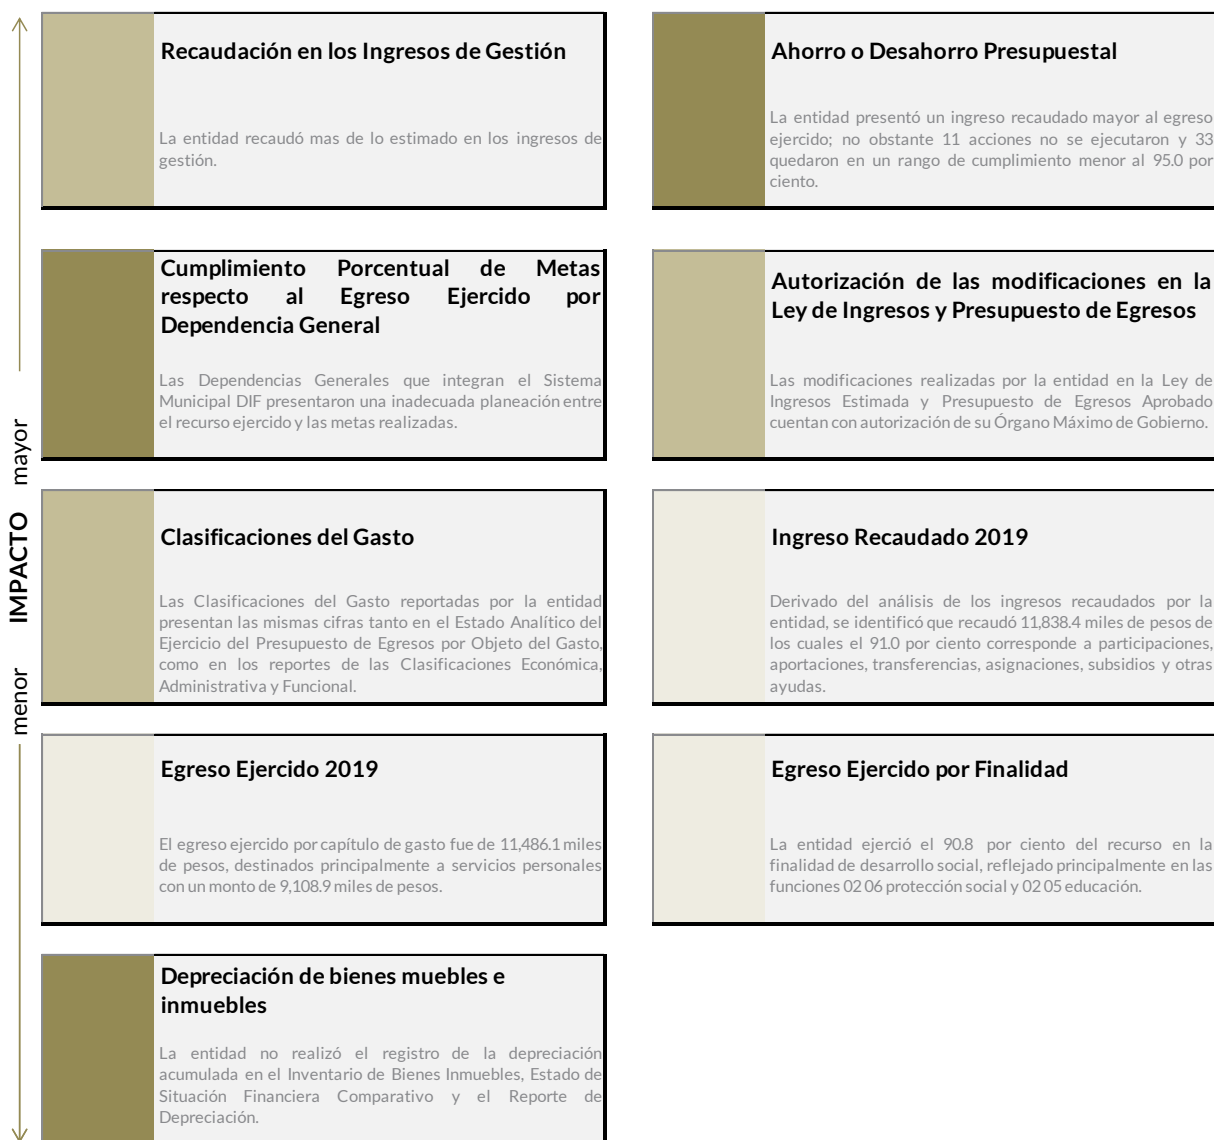 Recaudación en los Ingresos de Gestión
La entidad recaudó mas de lo estimado en los ingresos de
gestión.
Ahorro o Desahorro Presupuestal
La entidad presentó un ingreso recaudado mayor al egreso
ejercido; no obstante 11 acciones no se ejecutaron y 33
quedaron en un rango de cumplimiento menor al 95.0 por
ciento.
Cumplimiento Porcentual de Metas
respecto al Egreso Ejercido por
Dependencia General
Las Dependencias Generales que integran el Sistema
Municipal DIF presentaron una inadecuada planeación entre
el recurso ejercido y las metas realizadas.
Autorización de las modificaciones en la
Ley de Ingresos y Presupuesto de Egresos
Las modificaciones realizadas por la entidad en la Ley de
Ingresos Estimada y Presupuesto de Egresos Aprobado
cuentan con autorización de su Órgano Máximo de Gobierno.
menor IMPACTO mayor
Clasificaciones del Gasto
Las Clasificaciones del Gasto reportadas por la entidad
presentan las mismas cifras tanto en el Estado Analítico del
Ejercicio del Presupuesto de Egresos por Objeto del Gasto,
como en los reportes de las Clasificaciones Económica,
Administrativa y Funcional.
Ingreso Recaudado 2019
Derivado del análisis de los ingresos recaudados por la
entidad, se identificó que recaudó 11,838.4 miles de pesos de
los cuales el 91.0 por ciento corresponde a participaciones,
aportaciones, transferencias, asignaciones, subsidios y otras
ayudas.
Egreso Ejercido 2019
El egreso ejercido por capítulo de gasto fue de 11,486.1 miles
de pesos, destinados principalmente a servicios personales
con un monto de 9,108.9 miles de pesos.
Egreso Ejercido por Finalidad
La entidad ejerció el 90.8 por ciento del recurso en la
finalidad de desarrollo social, reflejado principalmente en las
funciones 02 06 protección social y 02 05 educación.
Depreciación de bienes muebles e
inmuebles
La entidad no realizó el registro de la depreciación
acumulada en el Inventario de Bienes Inmuebles, Estado de
Situación Financiera Comparativo y el Reporte de
Depreciación.